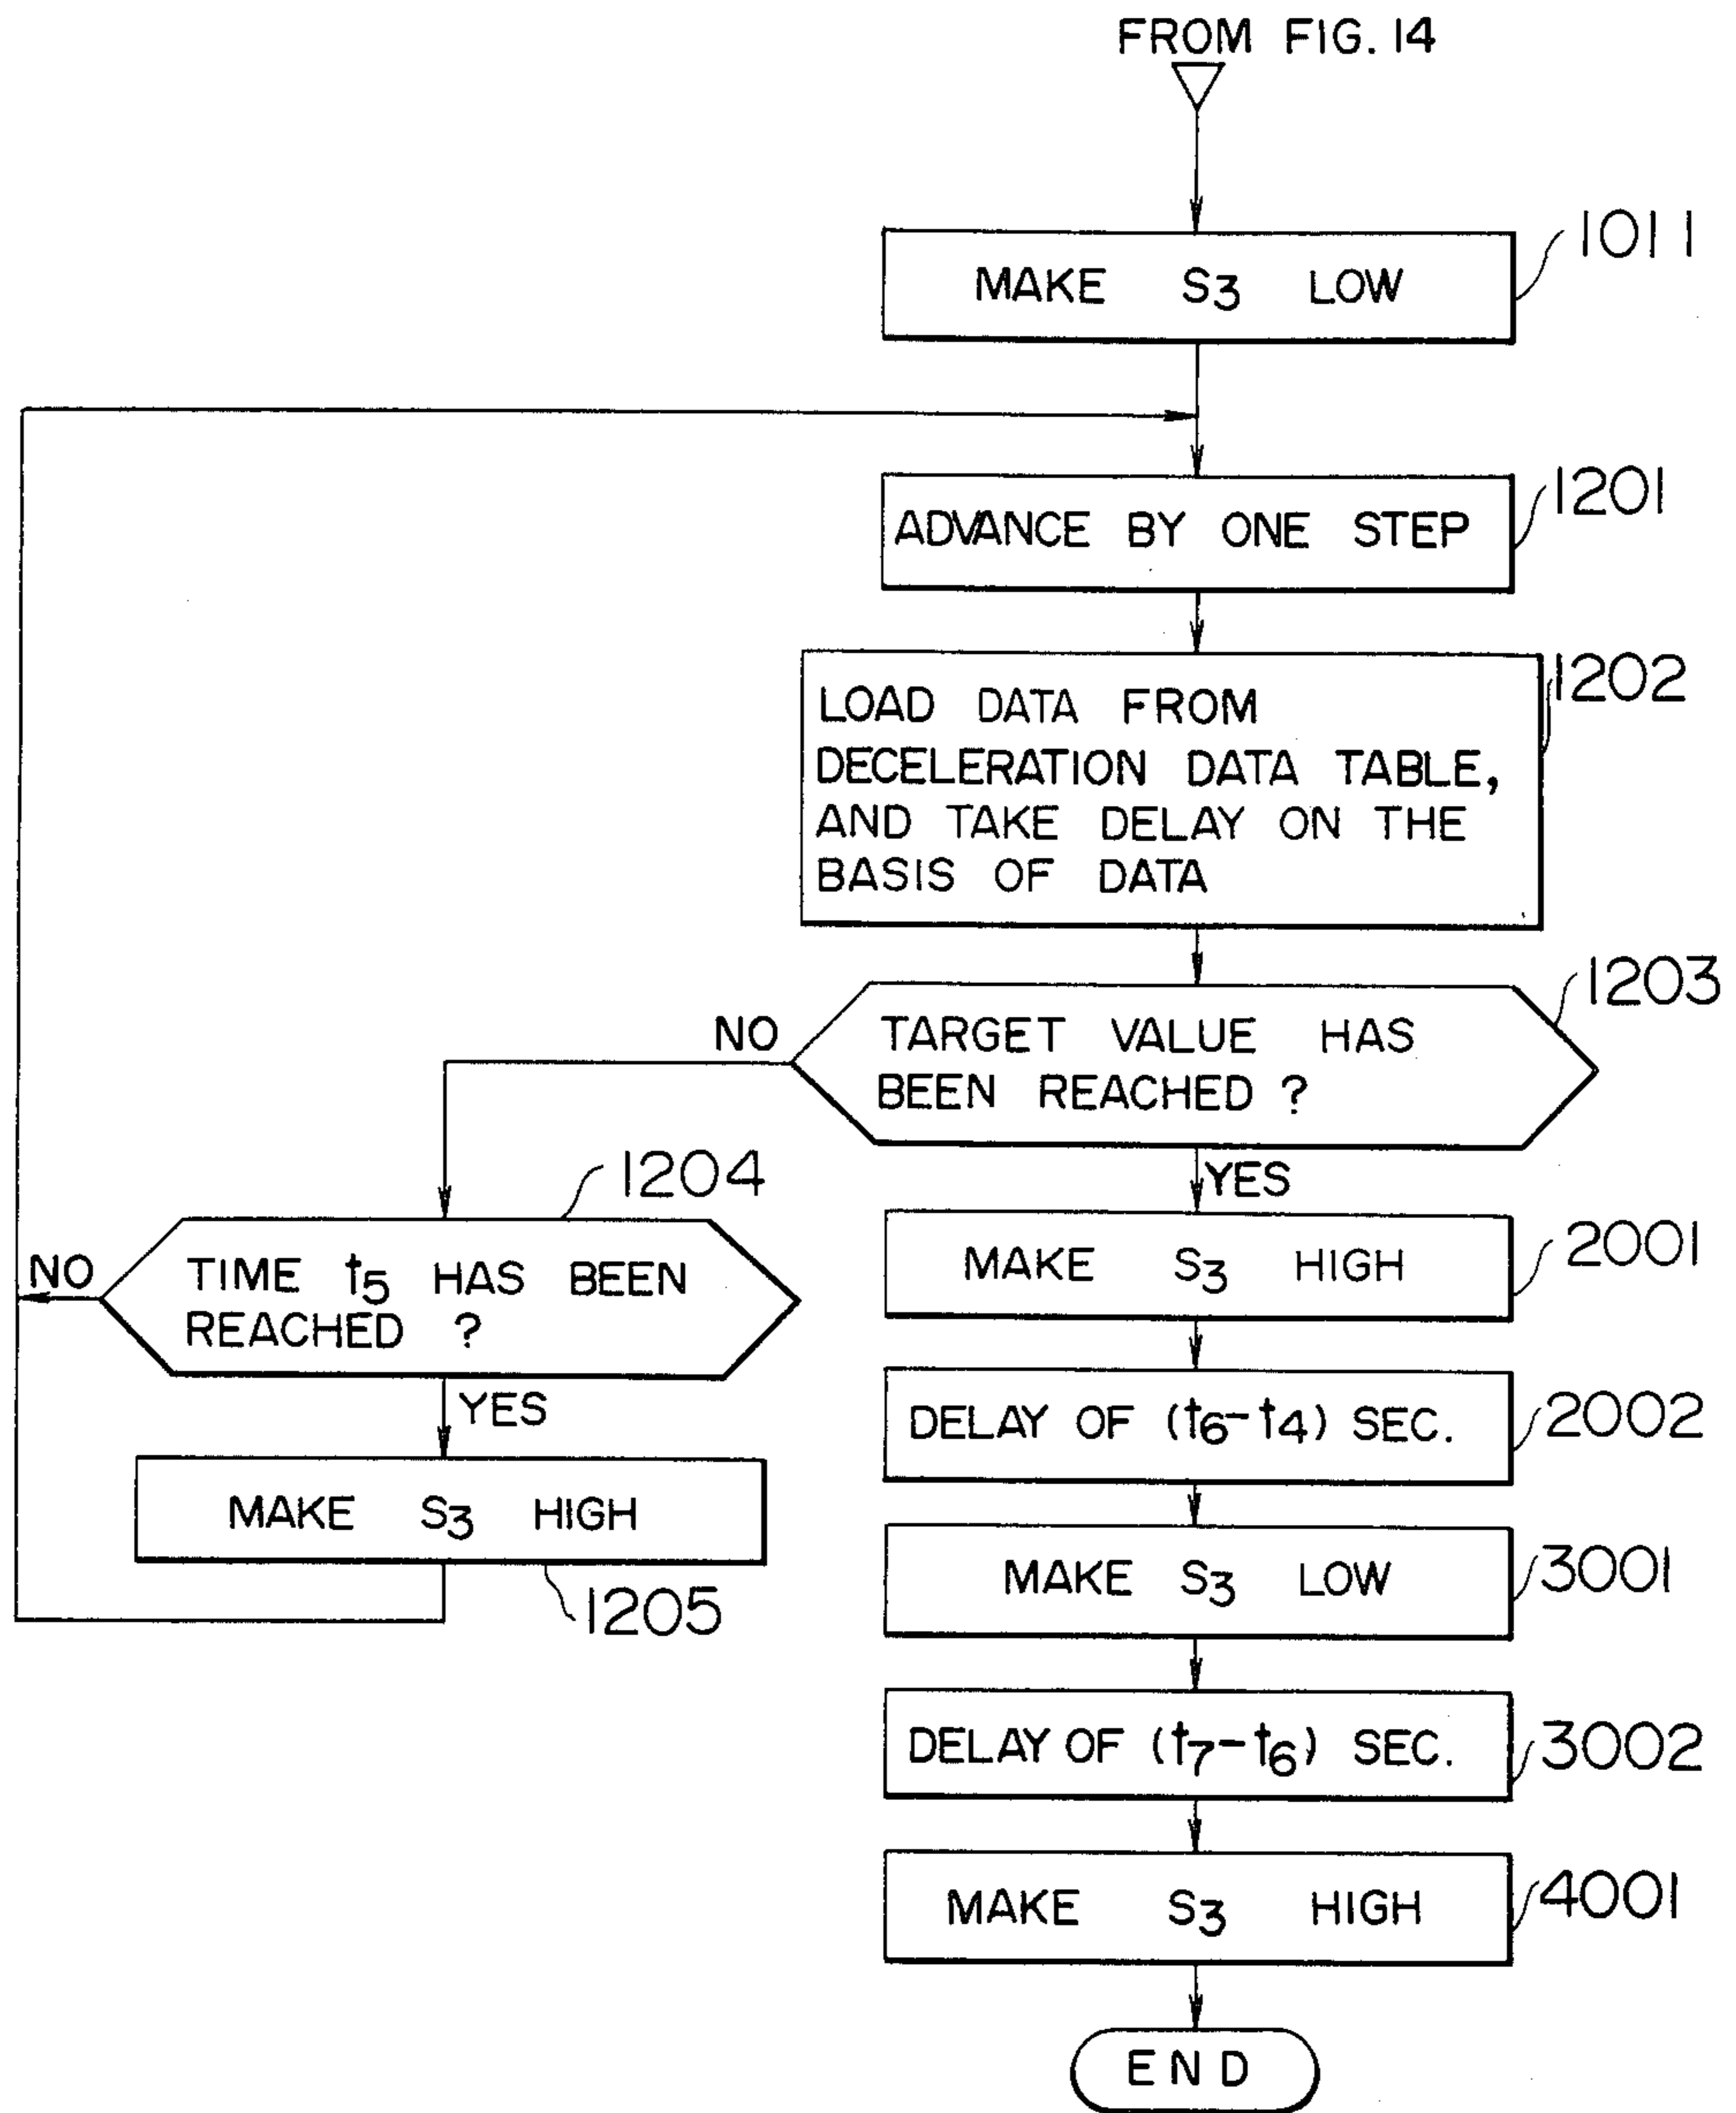 FROM FIG. 14
MAKE S3 LOW
1011
ADVANCE BY ONE STEP
1201
LOAD DATA FROM
DECELERATION DATA TABLE,
AND TAKE DELAY ON THE
BASIS OF DATA
1202
TARGET VALUE HAS
BEEN REACHED ?
1203
NO
YES
TIME t5 HAS BEEN
REACHED ?
1204
NO
YES
MAKE S3 HIGH
1205
MAKE S3 HIGH
2001
DELAY OF (t6-t4) SEC.
2002
MAKE S3 LOW
3001
DELAY OF (t7-t6) SEC.
3002
MAKE S3 HIGH
4001
END